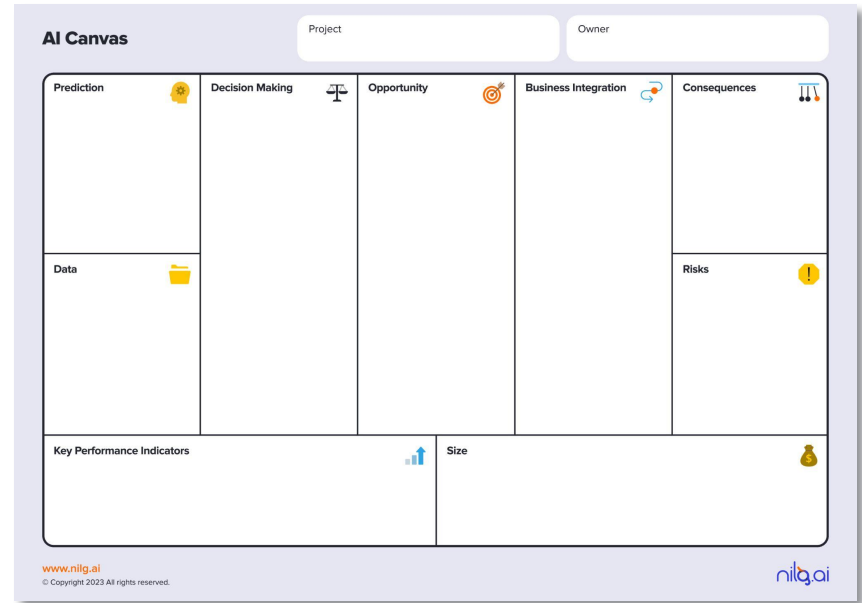 AI Canvas
Project
Owner
Prediction
Decision Making
Opportunity
Business Integration
Consequences
Data
Risks
!
Key Performance Indicators
Size
$
www.nilg.ai
© Copyright 2023 All rights reserved.
nilg.ai